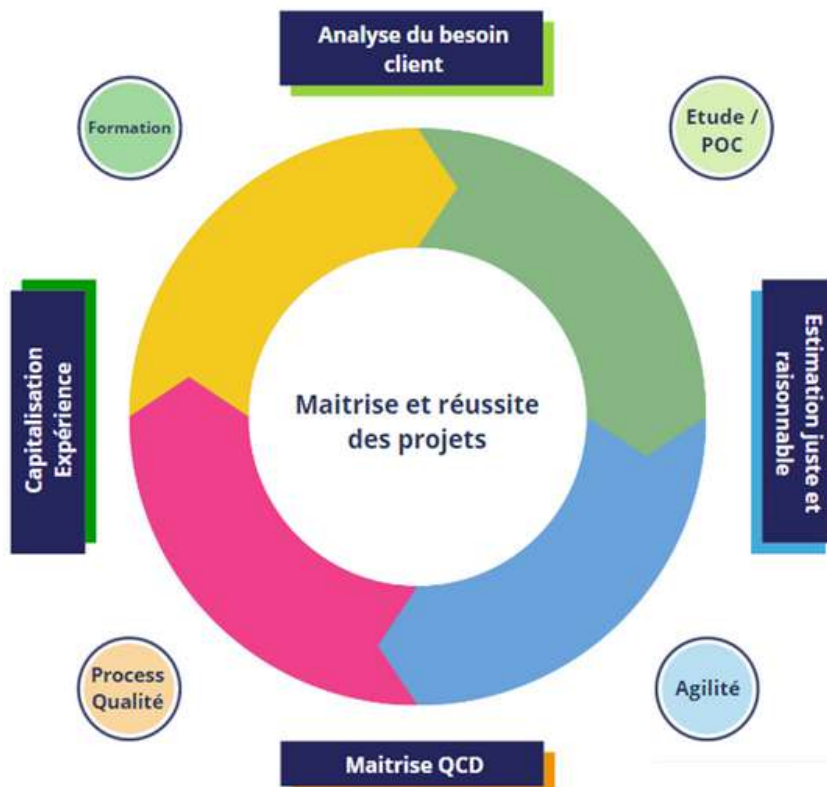 Analyse du besoin
client
Formation
Etude /
POC
Capitalisation
Expérience
Maitrise et réussite
des projets
Estimation juste et
raisonnable
Process
Qualité
Agilité
Maitrise QCD